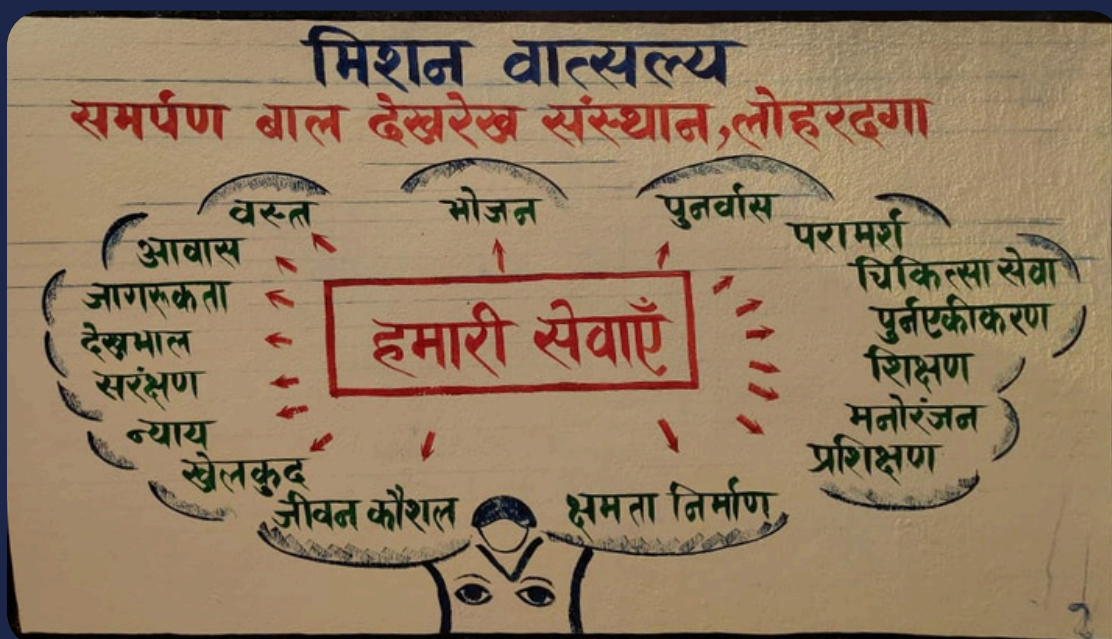 मिशन वात्सल्य
समर्पण बाल देखरेख संस्थान,लोहरदगा
वस्त्र
भोजन
पुनर्वास
परामर्श
आवास
चिकित्सा सेवा
जागरुकता
पुर्नएकीकरण
देखभाल
शिक्षण
सरंक्षण
मनोरंजन
न्याय
प्रशिक्षण
खेलकुद
जीवन कौशल
क्षमता निर्माण
हमारी सेवाएँ